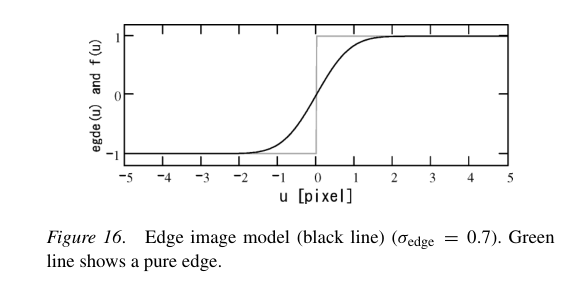 egde(u) and f(u)
1
0
−1
−5 −4 −3 −2 −1 0 1 2 3 4 5
u [pixel]
Figure 16. Edge image model (black line) (σedge = 0.7). Green
line shows a pure edge.